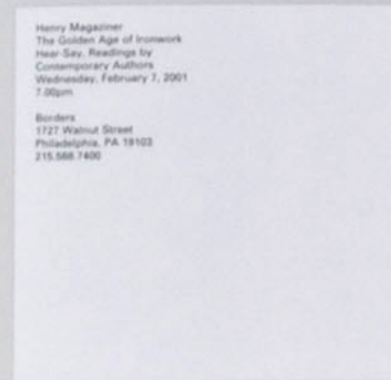 Henry Magaziner
The Golden Age of Ironwork
Hear-Say, Readings by
Contemporary Authors
Wednesday, February 7, 2001
7.00pm
Borders
1727 Walnut Street
Philadelphia, PA 19103
215.568.7400